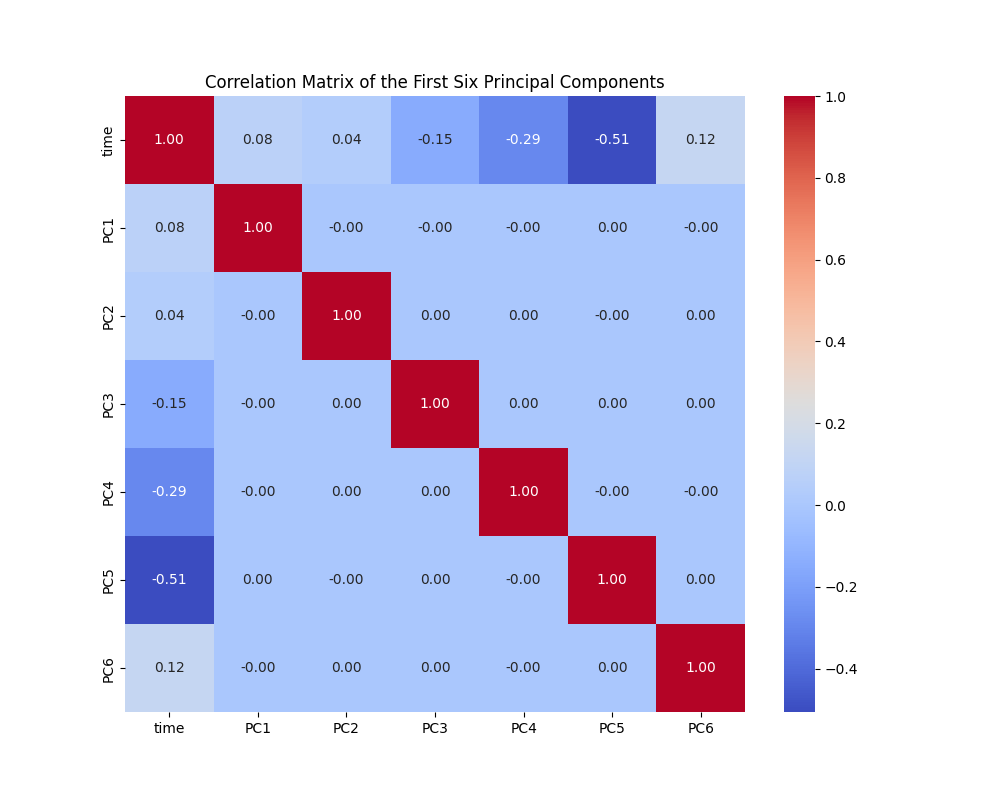 Correlation Matrix of the First Six Principal Components
time 1.00 0.08 0.04 -0.15 -0.29 -0.51 0.12
PC1 0.08 1.00 -0.00 -0.00 -0.00 0.00 -0.00
PC2 0.04 -0.00 1.00 0.00 0.00 -0.00 0.00
PC3 -0.15 -0.00 0.00 1.00 0.00 0.00 0.00
PC4 -0.29 -0.00 0.00 0.00 1.00 -0.00 -0.00
PC5 -0.51 0.00 -0.00 0.00 -0.00 1.00 0.00
PC6 0.12 -0.00 0.00 0.00 -0.00 0.00 1.00
time PC1 PC2 PC3 PC4 PC5 PC6
1.0
0.8
0.6
0.4
0.2
0.0
−0.2
−0.4